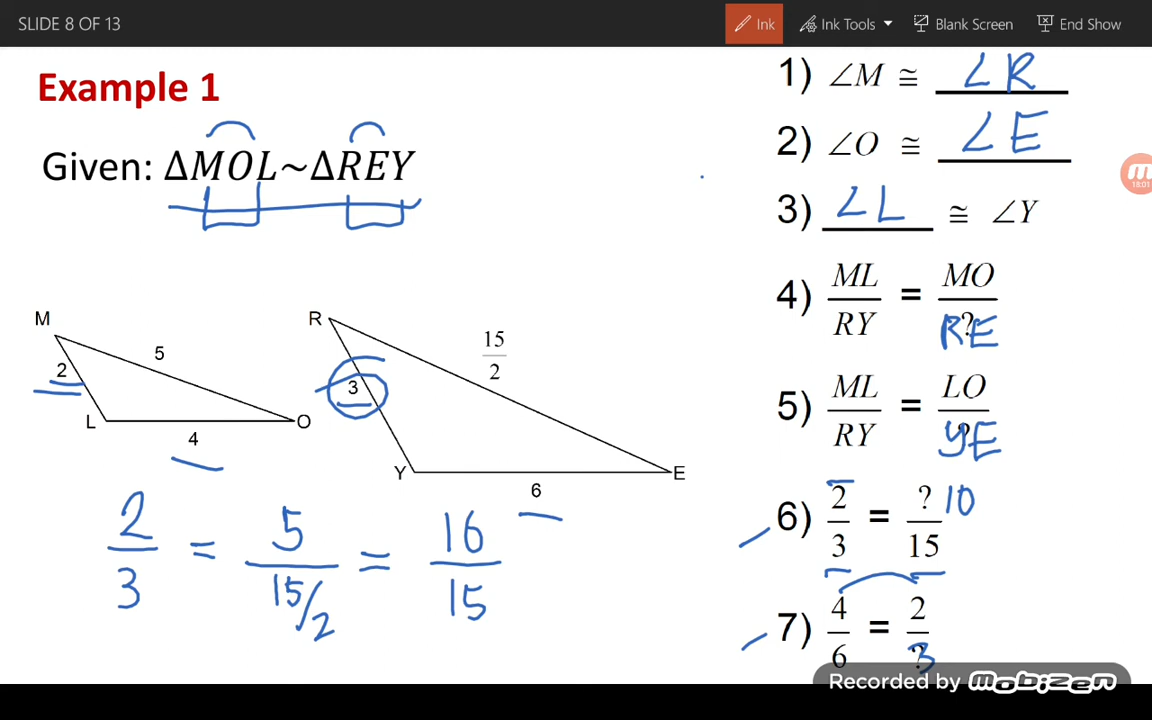 SLIDE 8 OF 13
Ink
Ink Tools
Blank Screen
End Show
Example 1
Given: ΔMOL~ΔREY
1) ∠M ≅ ∠R
2) ∠O ≅ ∠E
3) ∠L ≅ ∠Y
18:01
4) ML/RY = MO/RE
5) ML/RY = LO/YE
6) 2/3 = ? 10/15
7) 4/6 = 2/3
M
5
2
L
4
O
R
15/2
3
Y
6
E
2/3 = 5/(15/2) = 16/15
Recorded by mobizen